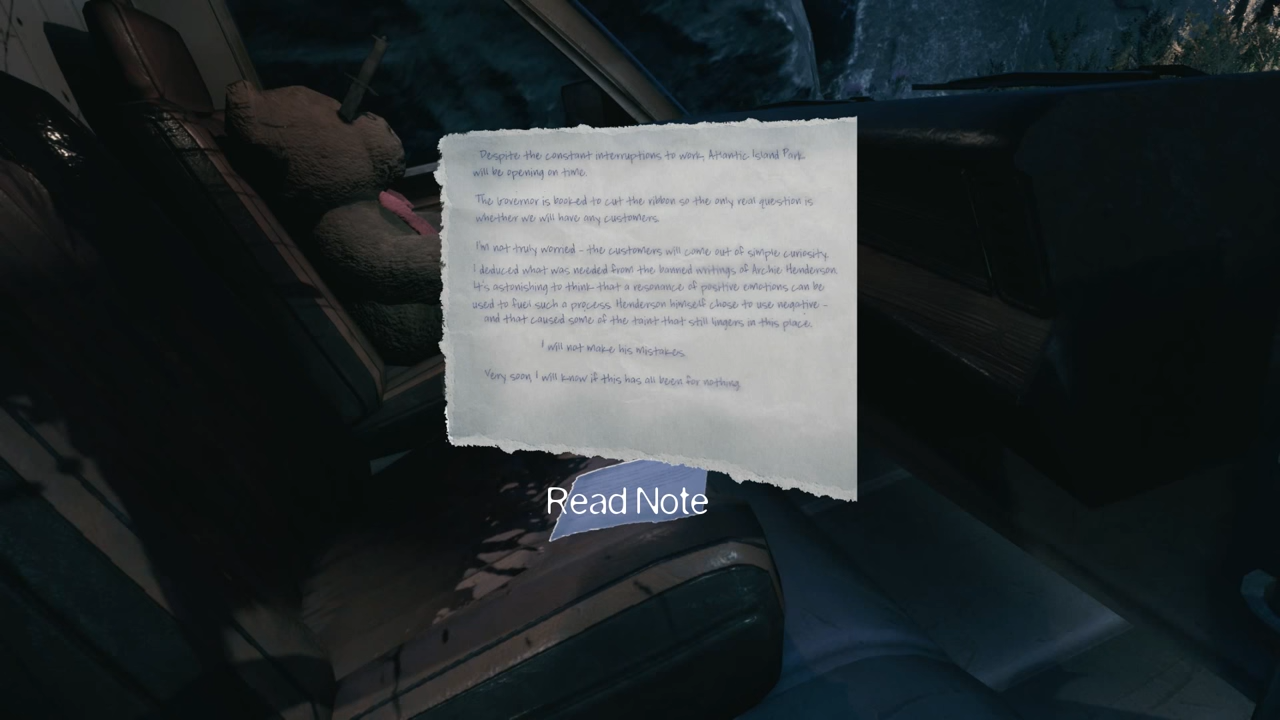 Despite the constant interruptions to work, Atlantic Island Park
will be opening on time.
The Governor is booked to cut the ribbon so the only real question is
whether we will have any customers.
I'm not truly worried - the customers will come out of simple curiosity.
I deduced what was needed from the banned writings of Archie Henderson.
It's astonishing to think that a resonance of positive emotions can be
used to fuel such a process. Henderson himself chose to use negative -
and that caused some of the taint that still lingers in this place.
I will not make his mistakes.
Very soon, I will know if this has all been for nothing.
Read Note